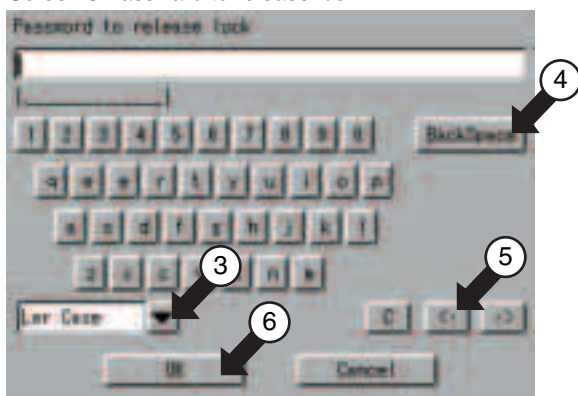 Password to release lock
4
1 2 3 4 5 6 7 8 9 0 BackSpace
q w e r t y u i o p
a s d f g h j k l
5
z x c n m
3
Lwr Case C <- ->
6
OK Cancel